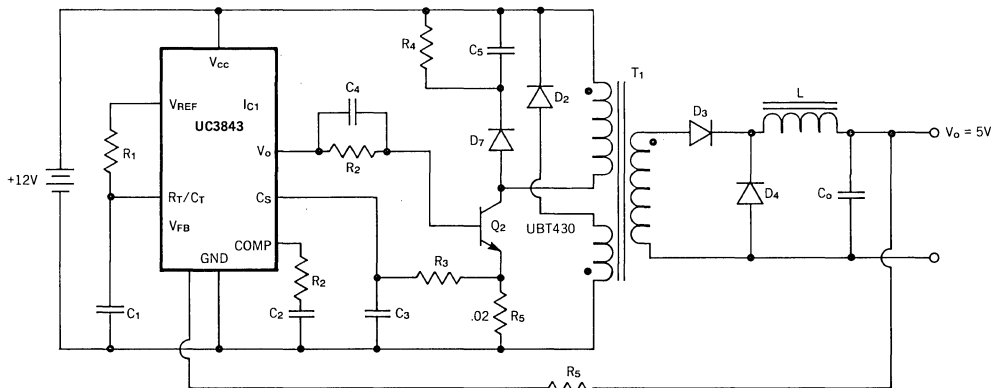 R4
C5
T1
VCC
VREF
IC1
UC3843
C4
D2
D3
L
Vo = 5V
R1
Vo
R2
D7
+12V
RT/CT
CS
Q2
UBT430
D4
Co
VFB
COMP
GND
R3
R2
C1
C2
C3
.02
R5
R5